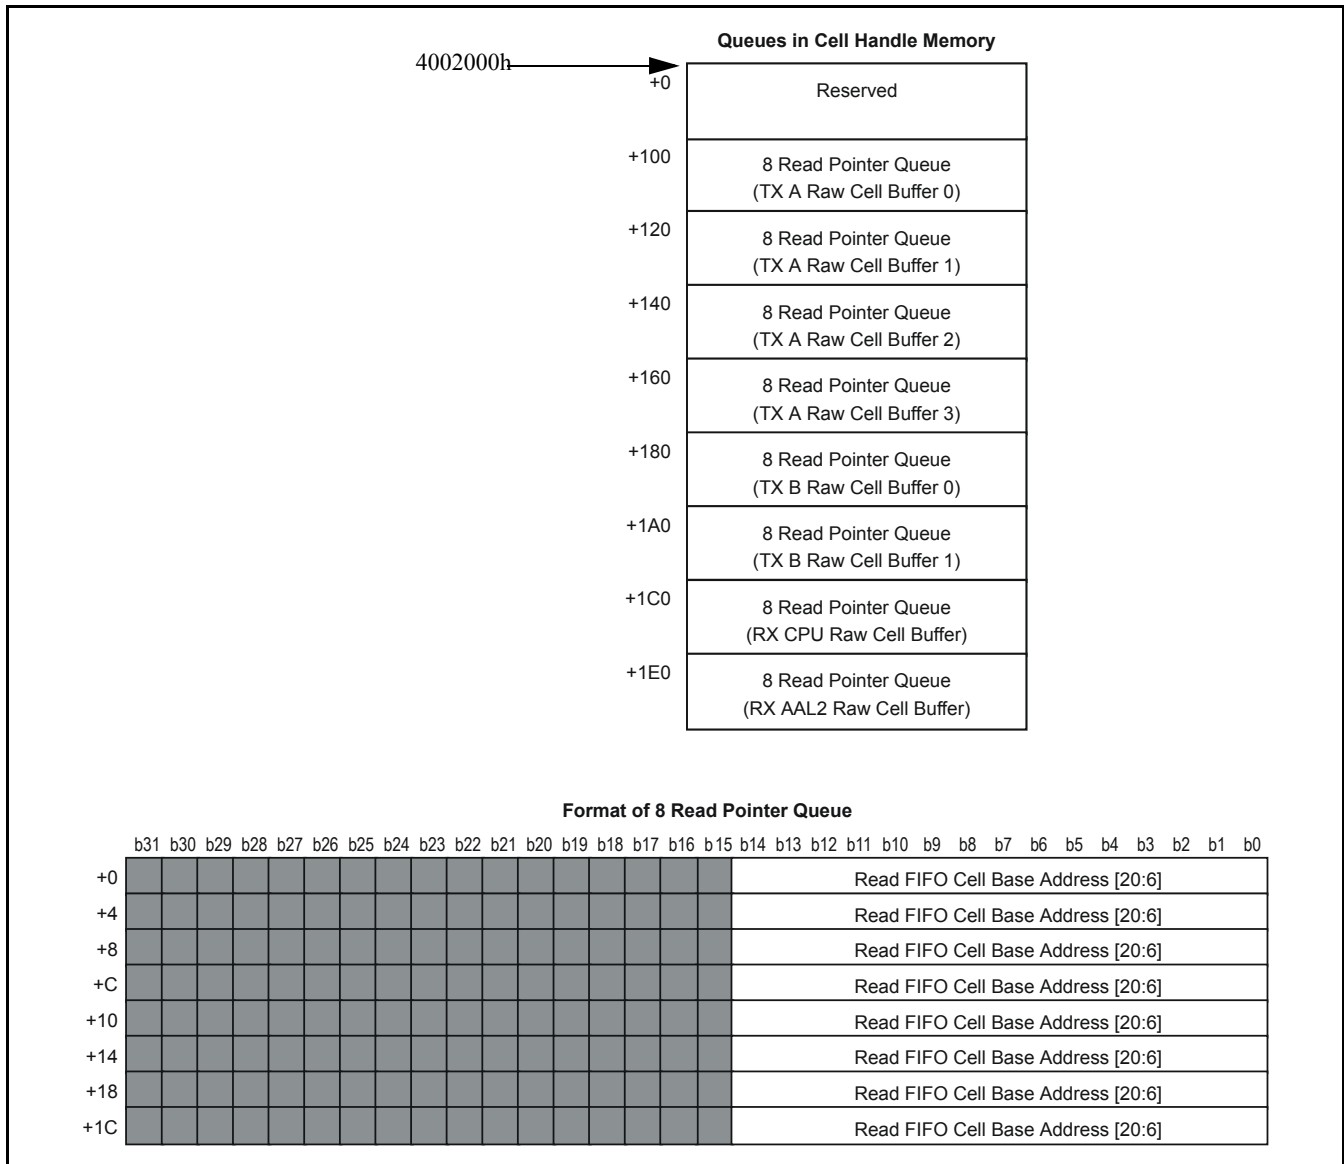 Queues in Cell Handle Memory
4002000h
+0
Reserved
+100
8 Read Pointer Queue
(TX A Raw Cell Buffer 0)
+120
8 Read Pointer Queue
(TX A Raw Cell Buffer 1)
+140
8 Read Pointer Queue
(TX A Raw Cell Buffer 2)
+160
8 Read Pointer Queue
(TX A Raw Cell Buffer 3)
+180
8 Read Pointer Queue
(TX B Raw Cell Buffer 0)
+1A0
8 Read Pointer Queue
(TX B Raw Cell Buffer 1)
+1C0
8 Read Pointer Queue
(RX CPU Raw Cell Buffer)
+1E0
8 Read Pointer Queue
(RX AAL2 Raw Cell Buffer)
Format of 8 Read Pointer Queue
b31 b30 b29 b28 b27 b26 b25 b24 b23 b22 b21 b20 b19 b18 b17 b16 b15 b14 b13 b12 b11 b10 b9 b8 b7 b6 b5 b4 b3 b2 b1 b0
+0 Read FIFO Cell Base Address [20:6]
+4 Read FIFO Cell Base Address [20:6]
+8 Read FIFO Cell Base Address [20:6]
+C Read FIFO Cell Base Address [20:6]
+10 Read FIFO Cell Base Address [20:6]
+14 Read FIFO Cell Base Address [20:6]
+18 Read FIFO Cell Base Address [20:6]
+1C Read FIFO Cell Base Address [20:6]